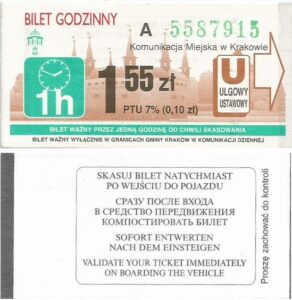 BILET GODZINNY
A 5587915
Komunikacja Miejska w Krakowie
1h
1 55 zł
PTU 7% (0,10 zł)
U
ULGOWY
USTAWOWY
BILET WAŻNY PRZEZ JEDNĄ GODZINĘ OD CHWILI SKASOWANIA
BILET WAŻNY WYŁĄCZNIE W GRANICACH GMINY KRAKÓW W KOMUNIKACJI DZIENNEJ
SKASUJ BILET NATYCHMIAST
PO WEJŚCIU DO POJAZDU
СРАЗУ ПОСЛЕ ВХОДА
В СРЕДСТВО ПЕРЕДВИЖЕНИЯ
КОМПОСТИРОВАТЬ БИЛЕТ
SOFORT ENTWERTEN
NACH DEM EINSTEIGEN
VALIDATE YOUR TICKET IMMEDIATELY
ON BOARDING THE VEHICLE
Proszę zachować do kontroli